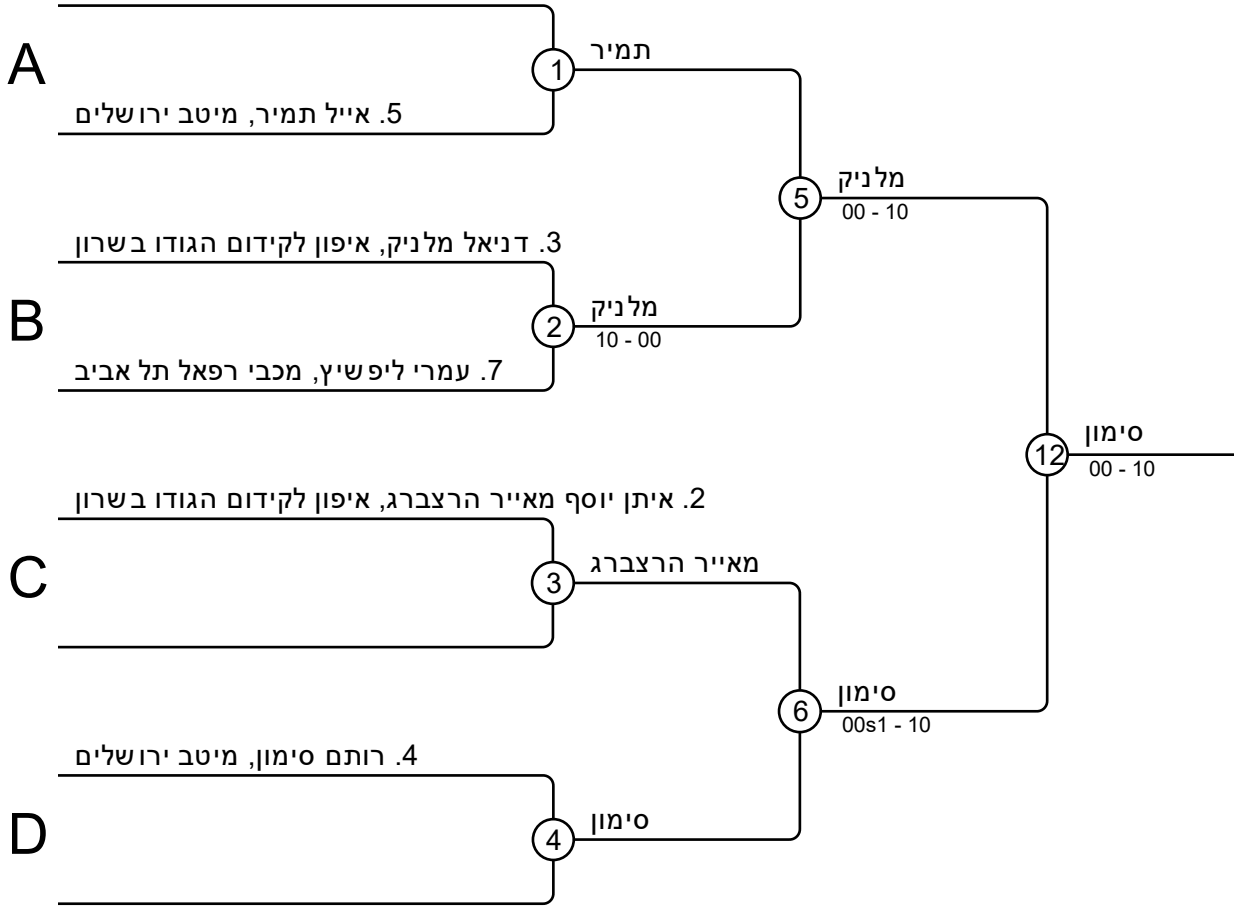 A
1
תמיר
5. אייל תמיר, מיטב ירושלים
5
מלניק
00 - 10
3. דניאל מלניק, איפון לקידום הגודו בשרון
B
2
מלניק
10 - 00
7. עמרי ליפשיץ, מכבי רפאל תל אביב
12
סימון
00 - 10
2. איתן יוסף מאייר הרצברג, איפון לקידום הגודו בשרון
C
3
מאייר הרצברג
6
סימון
00s1 - 10
4. רותם סימון, מיטב ירושלים
D
4
סימון